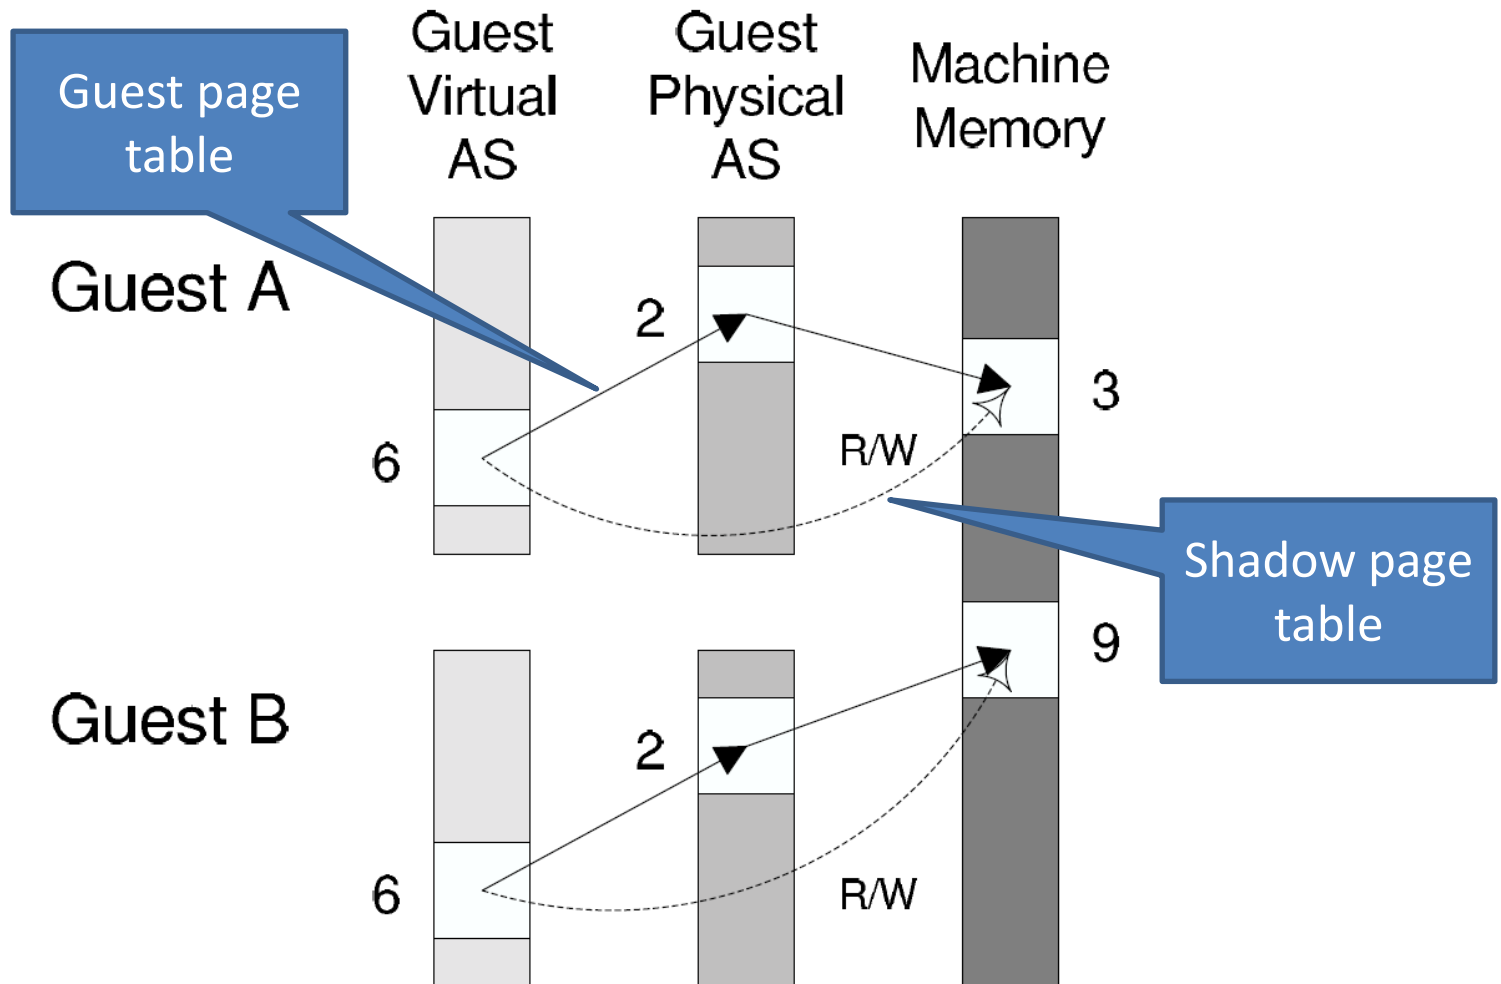 Guest page
table
Guest
Virtual
AS
Guest
Physical
AS
Machine
Memory
Guest A
2
3
6
R/W
Shadow page
table
9
Guest B
2
6
R/W